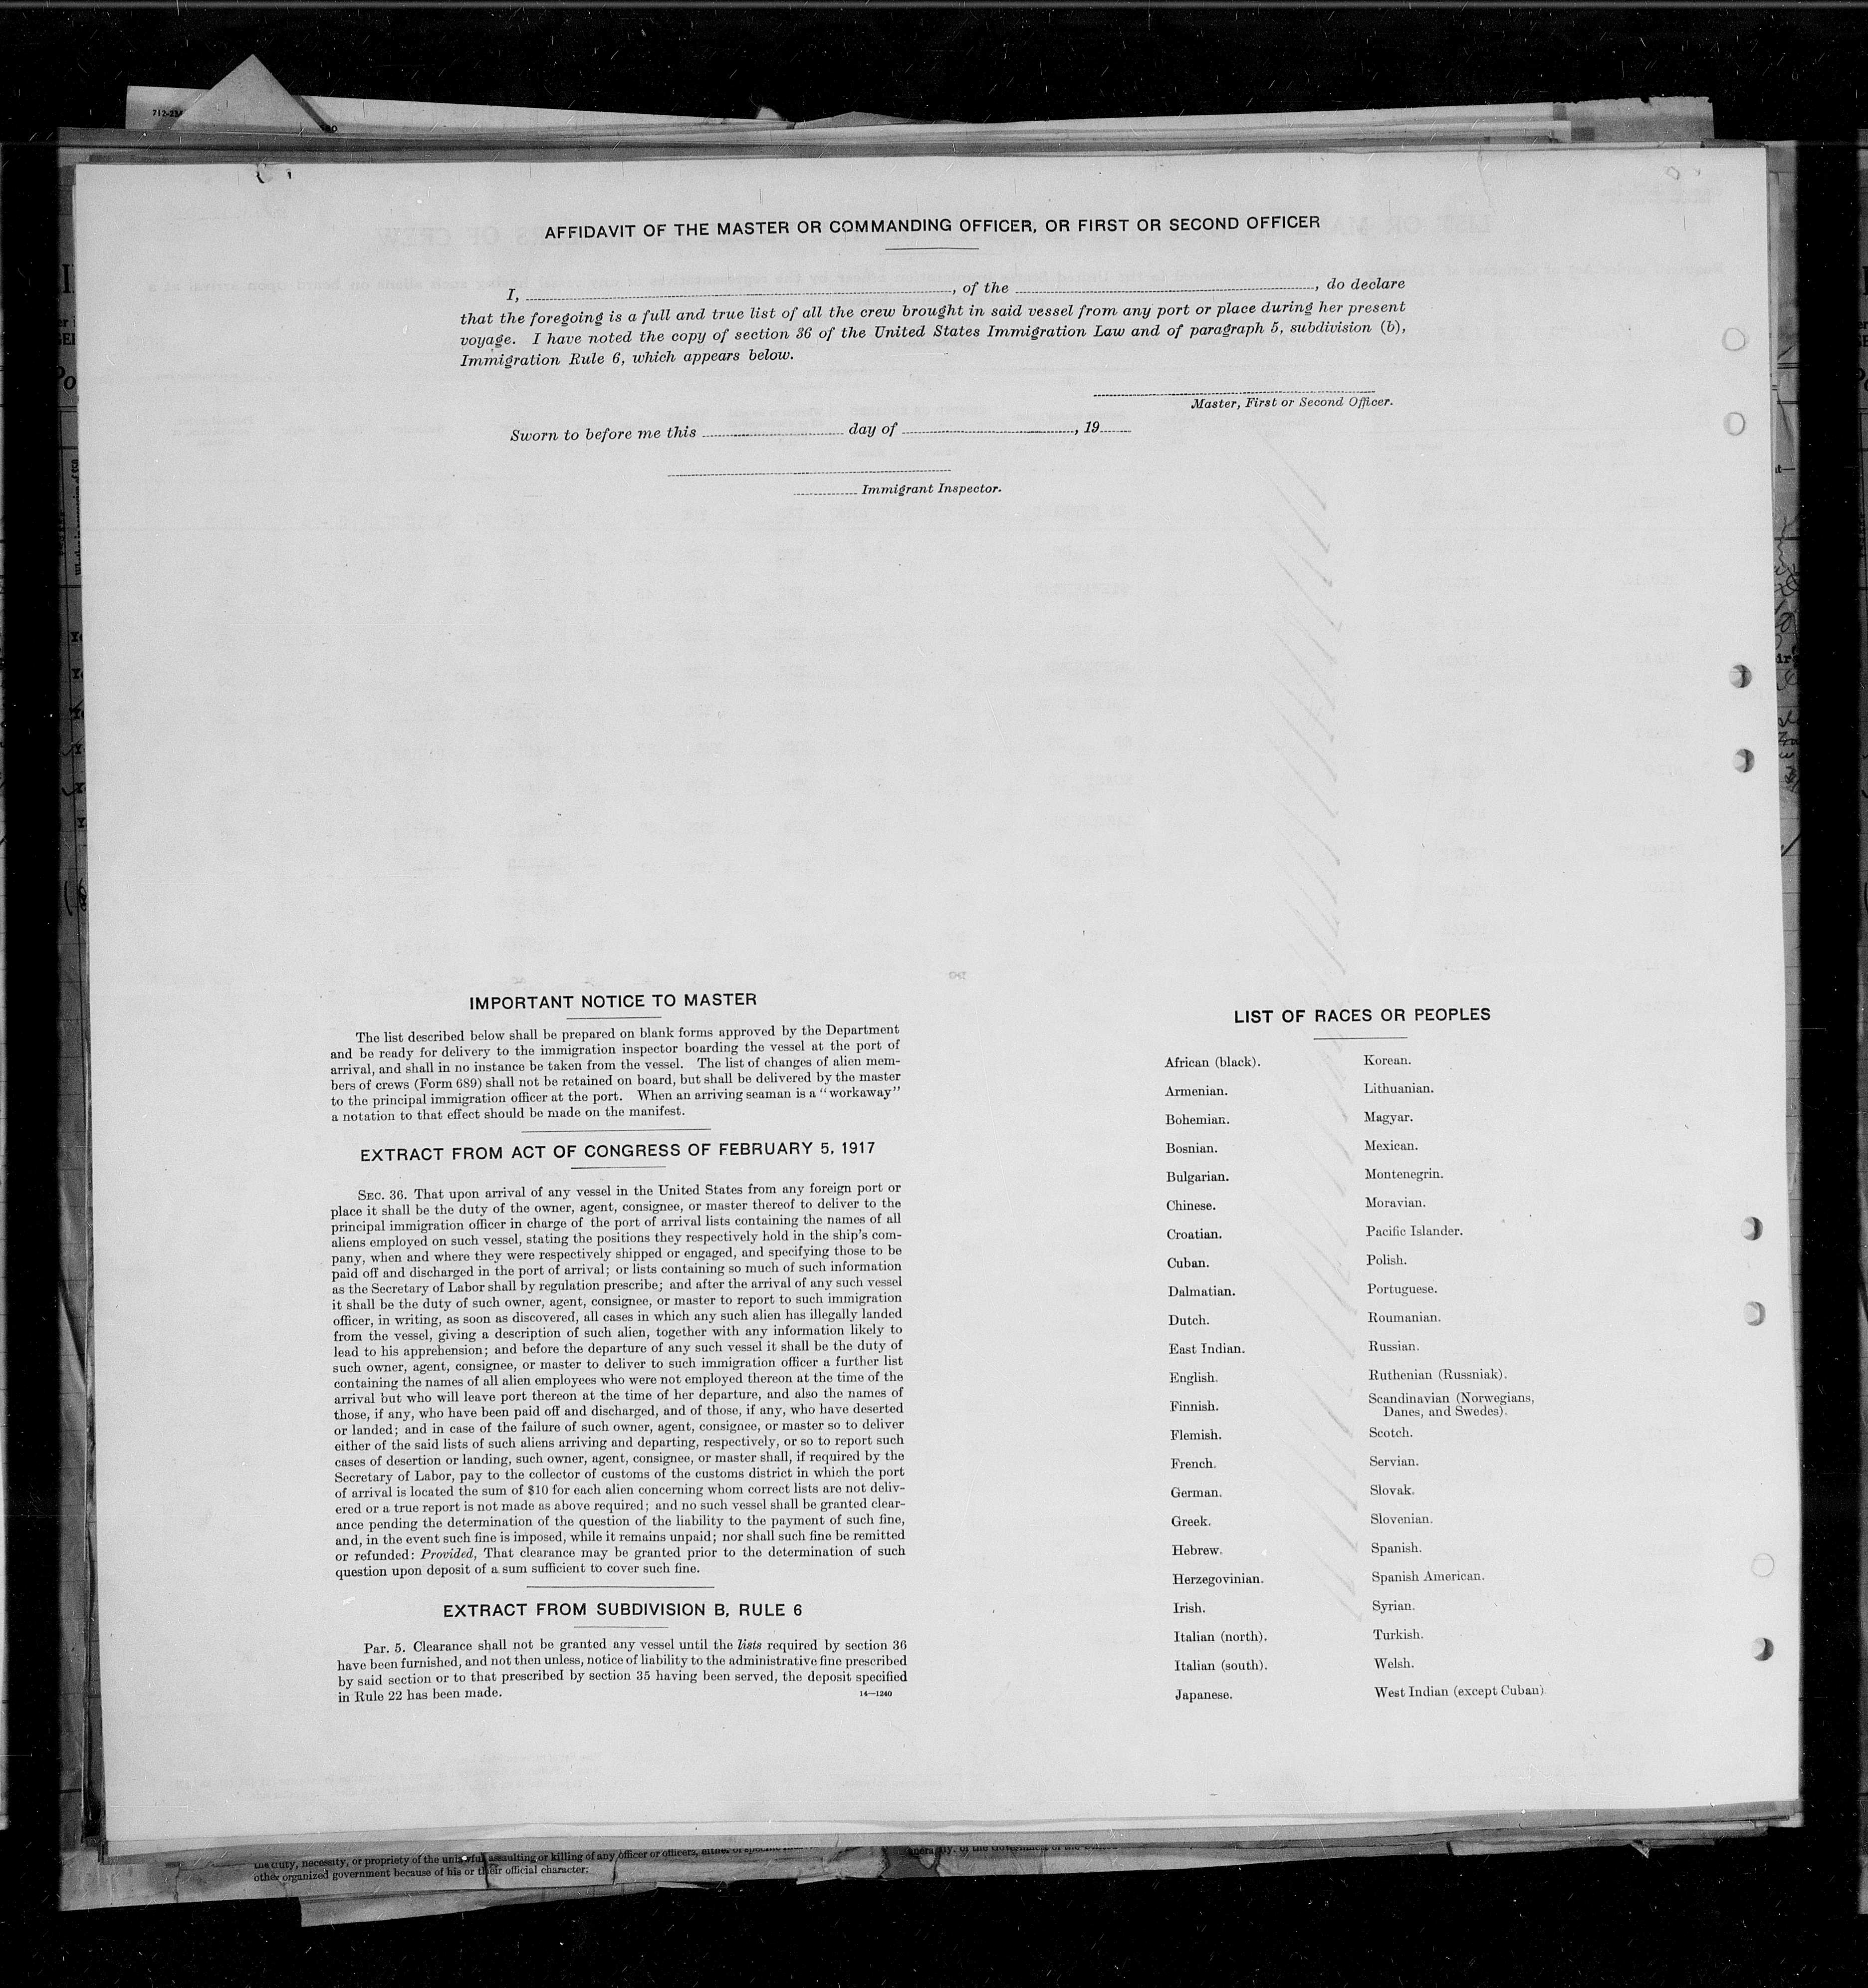 712-2M
AFFIDAVIT OF THE MASTER OR COMMANDING OFFICER, OR FIRST OR SECOND OFFICER
I, , of the , do declare
that the foregoing is a full and true list of all the crew brought in said vessel from any port or place during her present
voyage. I have noted the copy of section 36 of the United States Immigration Law and of paragraph 5, subdivision (b),
Immigration Rule 6, which appears below.
Master, First or Second Officer.
Sworn to before me this day of , 19
Immigrant Inspector.
IMPORTANT NOTICE TO MASTER
The list described below shall be prepared on blank forms approved by the Department
and be ready for delivery to the immigration inspector boarding the vessel at the port of
arrival, and shall in no instance be taken from the vessel. The list of changes of alien mem-
bers of crews (Form 689) shall not be retained on board, but shall be delivered by the master
to the principal immigration officer at the port. When an arriving seaman is a "workaway"
a notation to that effect should be made on the manifest.
EXTRACT FROM ACT OF CONGRESS OF FEBRUARY 5, 1917
SEC. 36. That upon arrival of any vessel in the United States from any foreign port or
place it shall be the duty of the owner, agent, consignee, or master thereof to deliver to the
principal immigration officer in charge of the port of arrival lists containing the names of all
aliens employed on such vessel, stating the positions they respectively hold in the ship's com-
pany, when and where they were respectively shipped or engaged, and specifying those to be
paid off and discharged in the port of arrival; or lists containing so much of such information
as the Secretary of Labor shall by regulation prescribe; and after the arrival of any such vessel
it shall be the duty of such owner, agent, consignee, or master to report to such immigration
officer, in writing, as soon as discovered, all cases in which any such alien has illegally landed
from the vessel, giving a description of such alien, together with any information likely to
lead to his apprehension; and before the departure of any such vessel it shall be the duty of
such owner, agent, consignee, or master to deliver to such immigration officer a further list
containing the names of all alien employees who were not employed thereon at the time of the
arrival but who will leave port thereon at the time of her departure, and also the names of
those, if any, who have been paid off and discharged, and of those, if any, who have deserted
or landed; and in case of the failure of such owner, agent, consignee, or master so to deliver
either of the said lists of such aliens arriving and departing, respectively, or so to report such
cases of desertion or landing, such owner, agent, consignee, or master shall, if required by the
Secretary of Labor, pay to the collector of customs of the customs district in which the port
of arrival is located the sum of $10 for each alien concerning whom correct lists are not deliv-
ered or a true report is not made as above required; and no such vessel shall be granted clear-
ance pending the determination of the question of the liability to the payment of such fine,
and, in the event such fine is imposed, while it remains unpaid; nor shall such fine be remitted
or refunded: Provided, That clearance may be granted prior to the determination of such
question upon deposit of a sum sufficient to cover such fine.
EXTRACT FROM SUBDIVISION B, RULE 6
Par. 5. Clearance shall not be granted any vessel until the lists required by section 36
have been furnished, and not then unless, notice of liability to the administrative fine prescribed
by said section or to that prescribed by section 35 having been served, the deposit specified
in Rule 22 has been made.
14—1240
LIST OF RACES OR PEOPLES
African (black).
Armenian.
Bohemian.
Bosnian.
Bulgarian.
Chinese.
Croatian.
Cuban.
Dalmatian.
Dutch.
East Indian.
English.
Finnish.
Flemish.
French.
German.
Greek.
Hebrew.
Herzegovinian.
Irish.
Italian (north).
Italian (south).
Japanese.
Korean.
Lithuanian.
Magyar.
Mexican.
Montenegrin.
Moravian.
Pacific Islander.
Polish.
Portuguese.
Roumanian.
Russian.
Ruthenian (Russniak).
Scandinavian (Norwegians,
Danes, and Swedes).
Scotch.
Servian.
Slovak.
Slovenian.
Spanish.
Spanish American.
Syrian.
Turkish.
Welsh.
West Indian (except Cuban).
the duty, necessity, or propriety of the unlawful assaulting or killing of any officer or officers,
other organized government because of his or their official character;